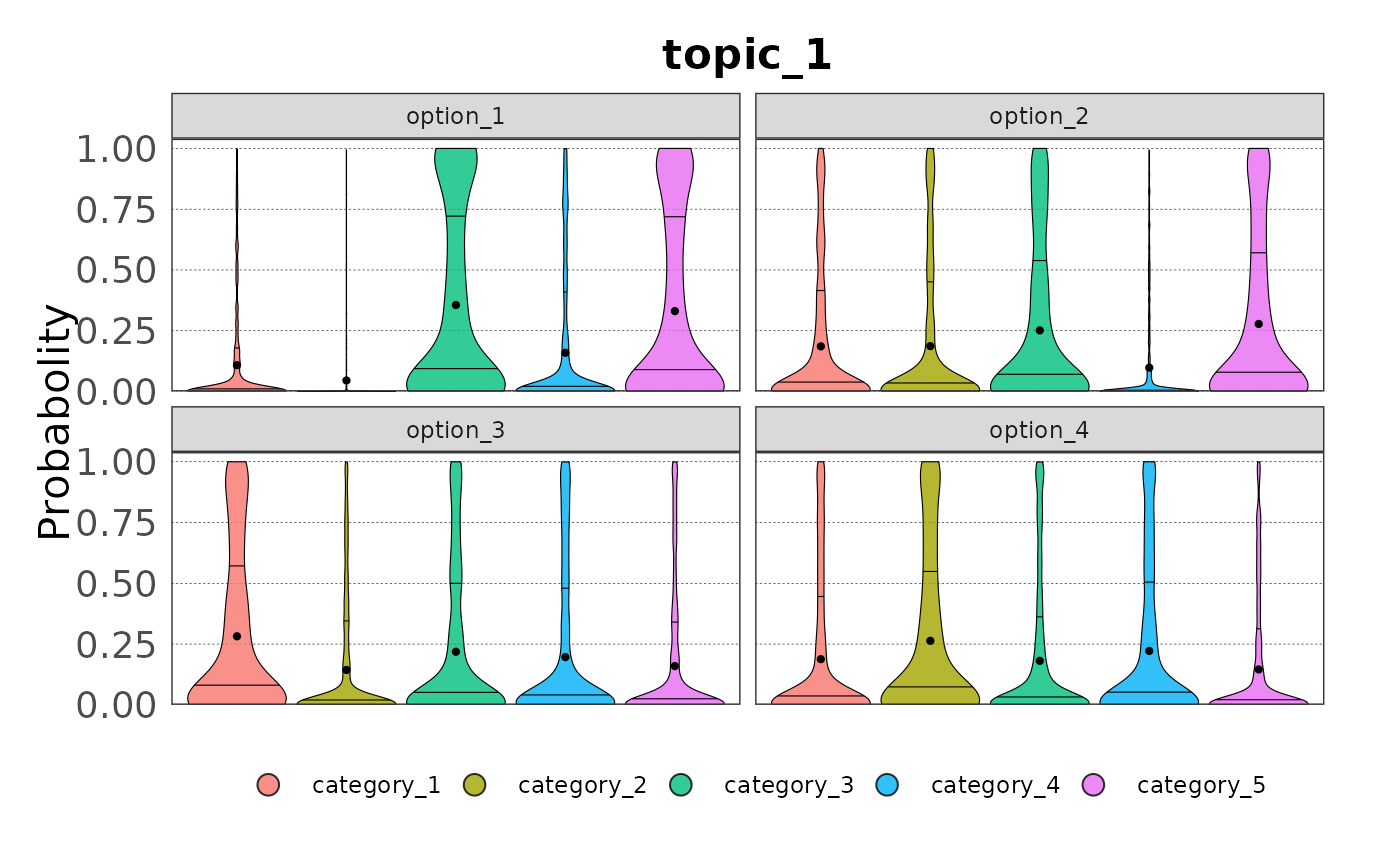 topic_1
option_1
option_2
1.00
0.75
0.50
0.25
0.00
Probabolity
option_3
option_4
1.00
0.75
0.50
0.25
0.00
category_1 category_2 category_3 category_4 category_5